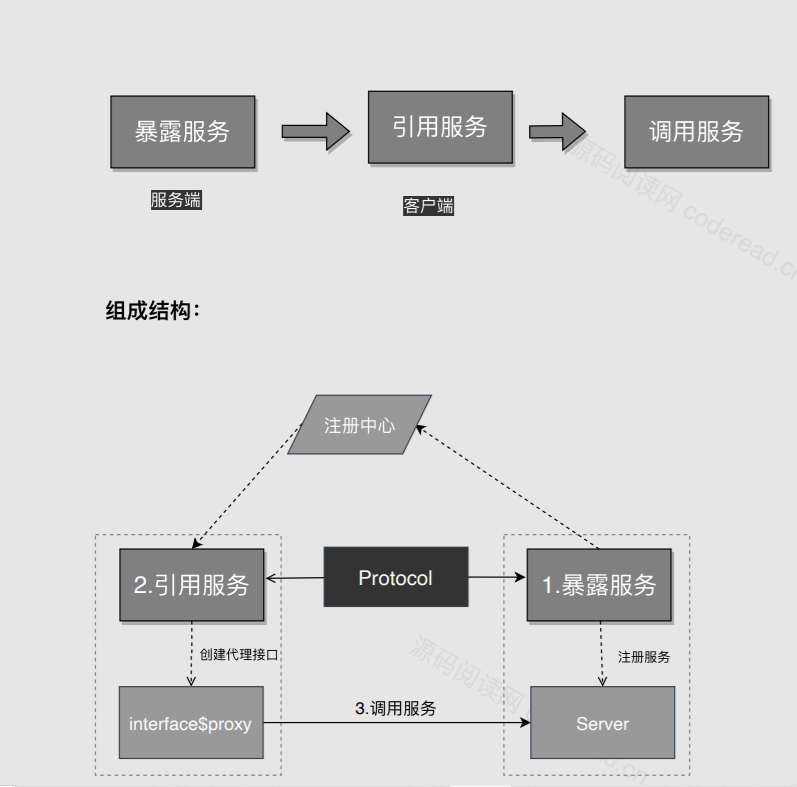 暴露服务
引用服务
调用服务
服务端
客户端
源码阅读网 coderead.cn
组成结构：
注册中心
2.引用服务
Protocol
1.暴露服务
创建代理接口
注册服务
源码阅读网
d.cn
interface$proxy
3.调用服务
Server